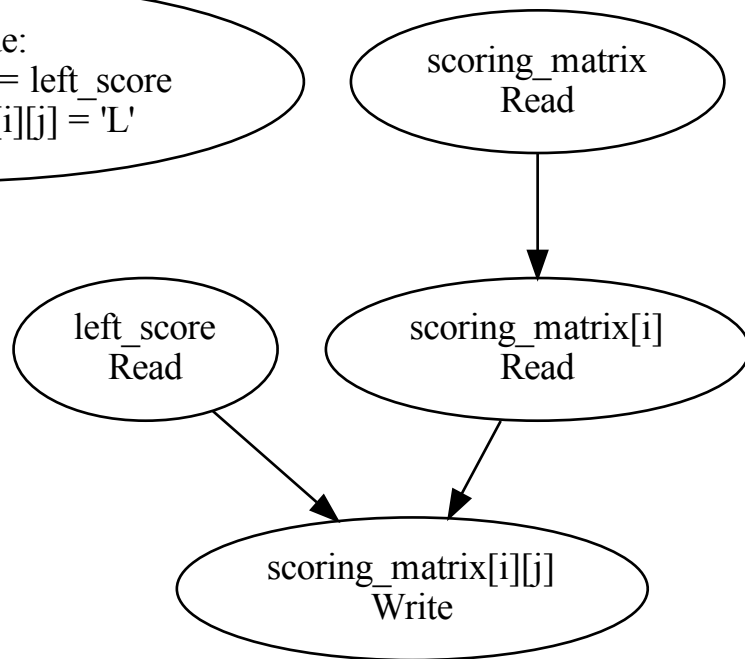 = left_score
[i][j] = 'L'
scoring_matrix
Read
left_score
Read
scoring_matrix[i]
Read
scoring_matrix[i][j]
Write